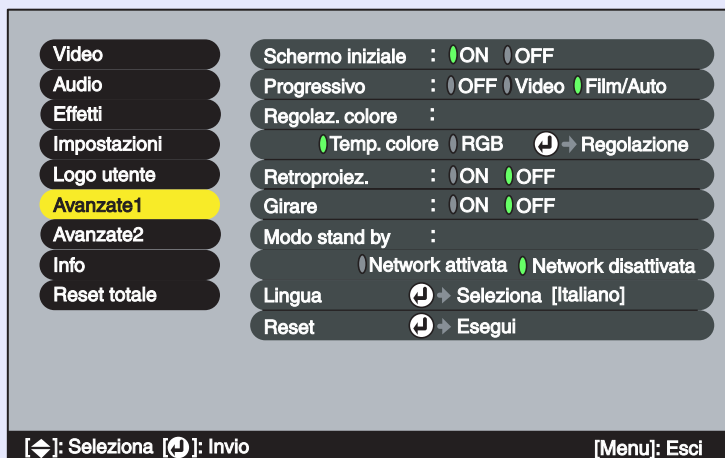 Video
Audio
Effetti
Impostazioni
Logo utente
Avanzate1
Avanzate2
Info
Reset totale
Schermo iniziale : ON OFF
Progressivo : OFF Video Film/Auto
Regolaz. colore :
Temp. colore RGB Regolazione
Retroproiez. : ON OFF
Girare : ON OFF
Modo stand by :
Network attivata Network disattivata
Lingua Seleziona [Italiano]
Reset Esegui
[ ]: Seleziona [ ]: Invio
[Menu]: Esci